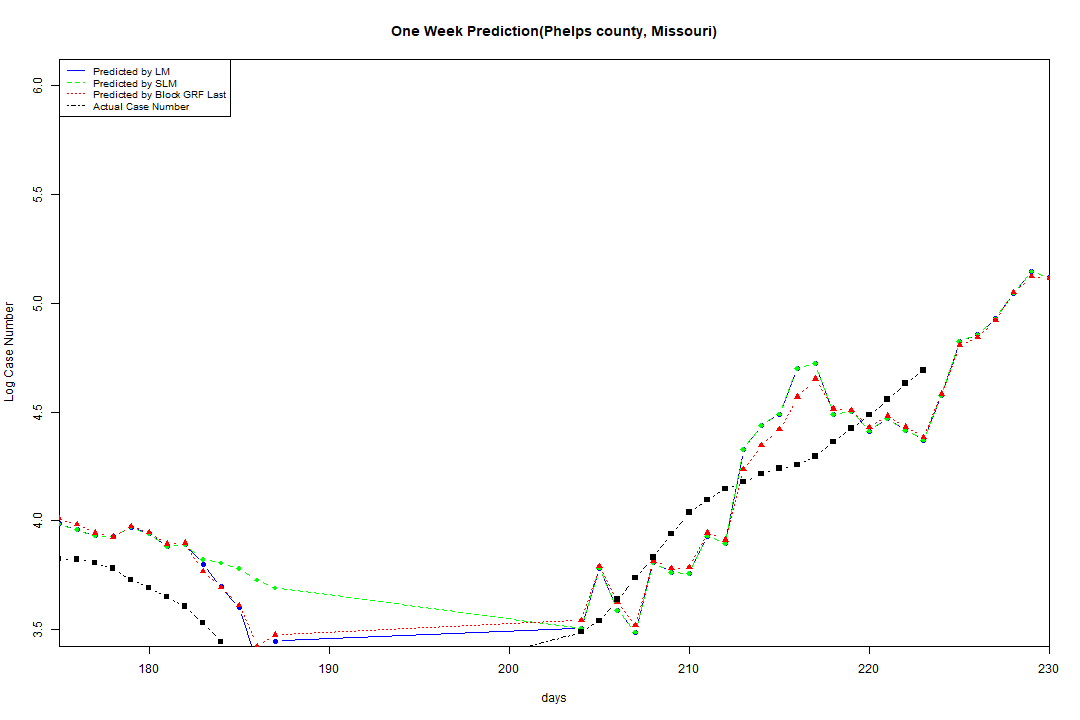 One Week Prediction(Phelps county, Missouri)
Predicted by LM
Predicted by SLM
Predicted by Block GRF Last
Actual Case Number
6.0
5.5
5.0
4.5
4.0
3.5
Log Case Number
180 190 200 210 220 230
days